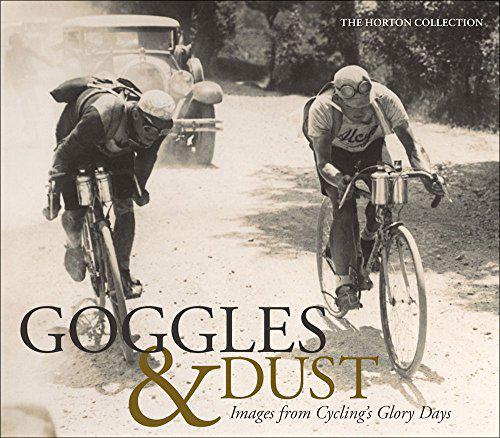 THE HORTON COLLECTION
GOGGLES
& DUST
Images from Cycling's Glory Days